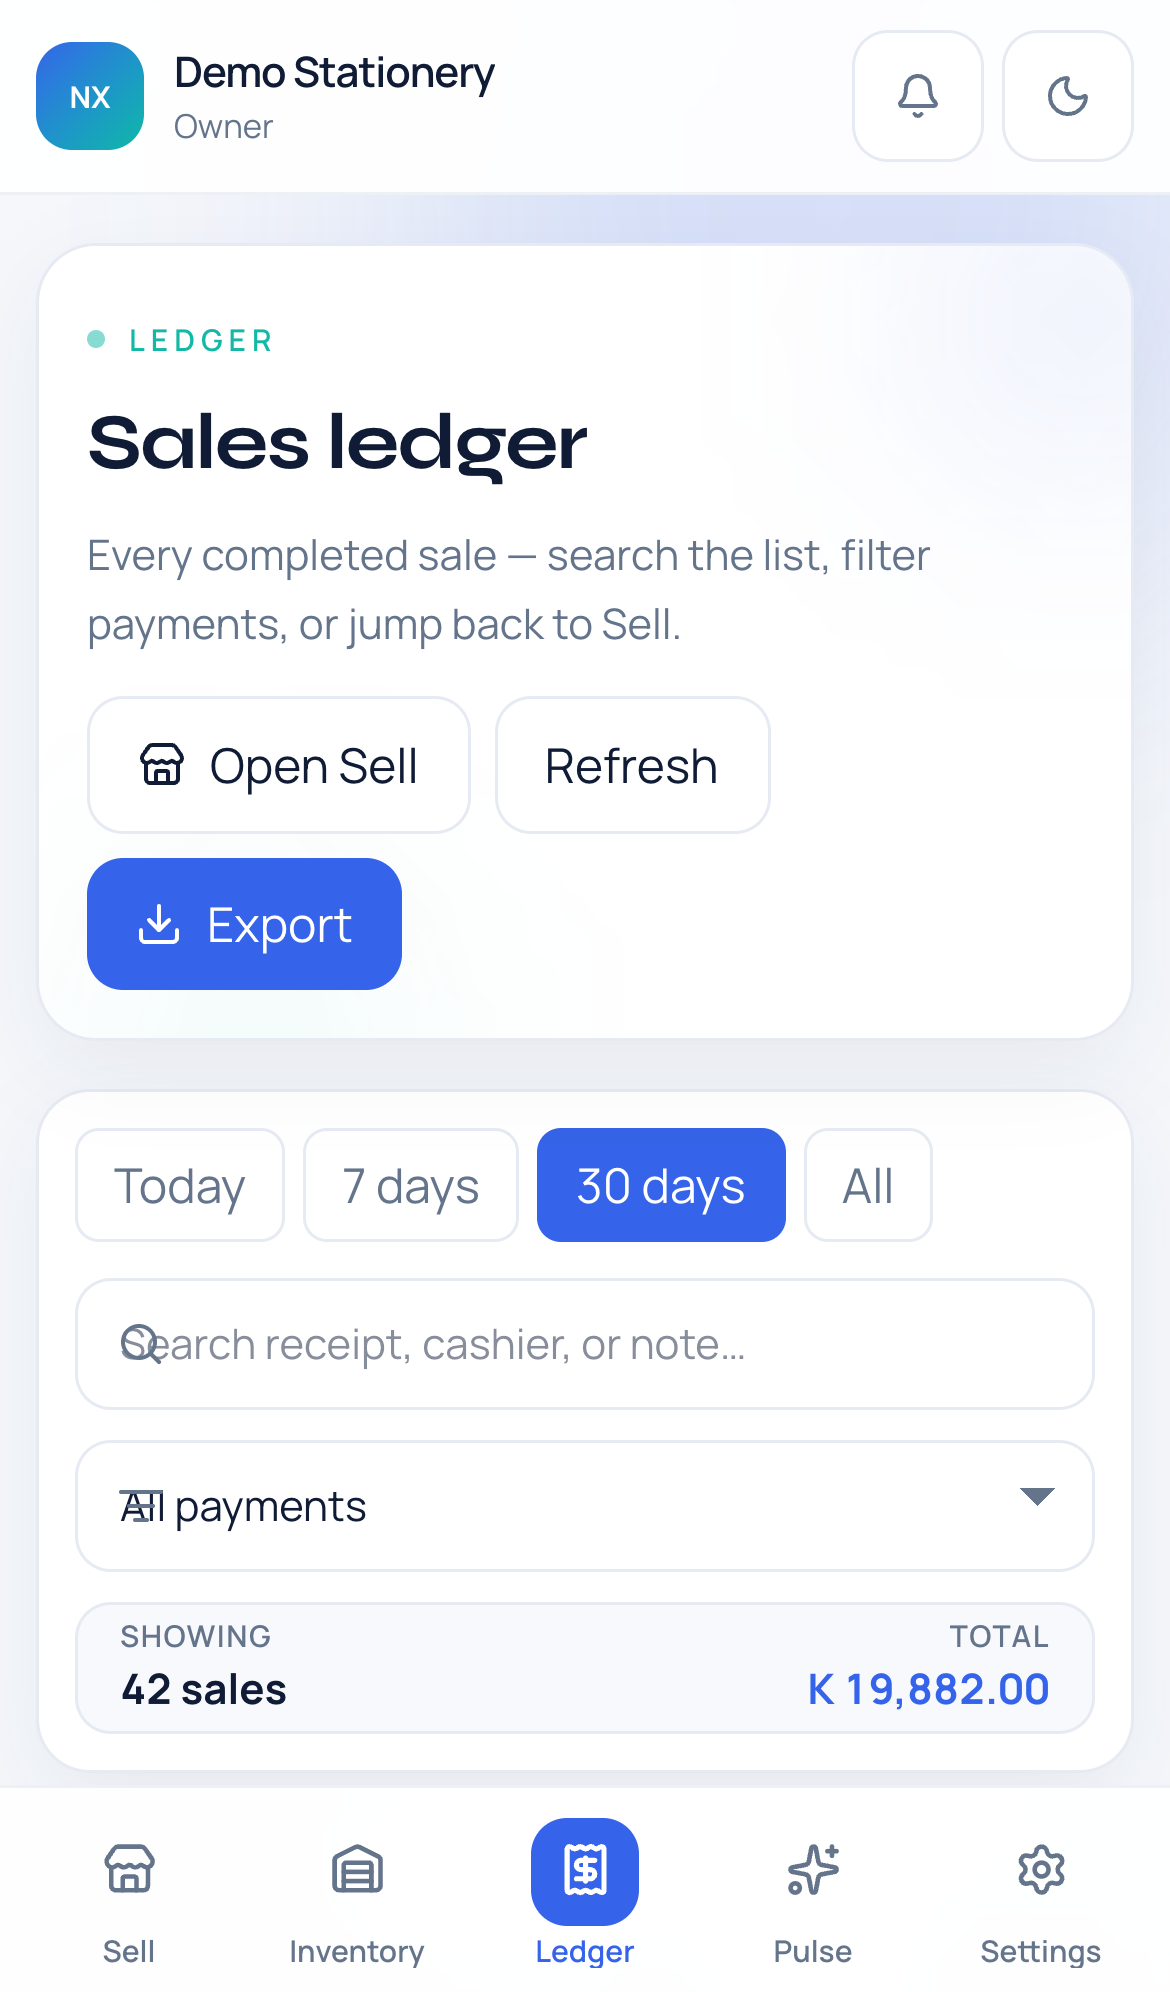 NX
Demo Stationery
Owner
LEDGER
Sales ledger
Every completed sale — search the list, filter
payments, or jump back to Sell.
Open Sell
Refresh
Export
Today
7 days
30 days
All
Search receipt, cashier, or note...
All payments
SHOWING
TOTAL
42 sales
K 19,882.00
Sell
Inventory
Ledger
Pulse
Settings